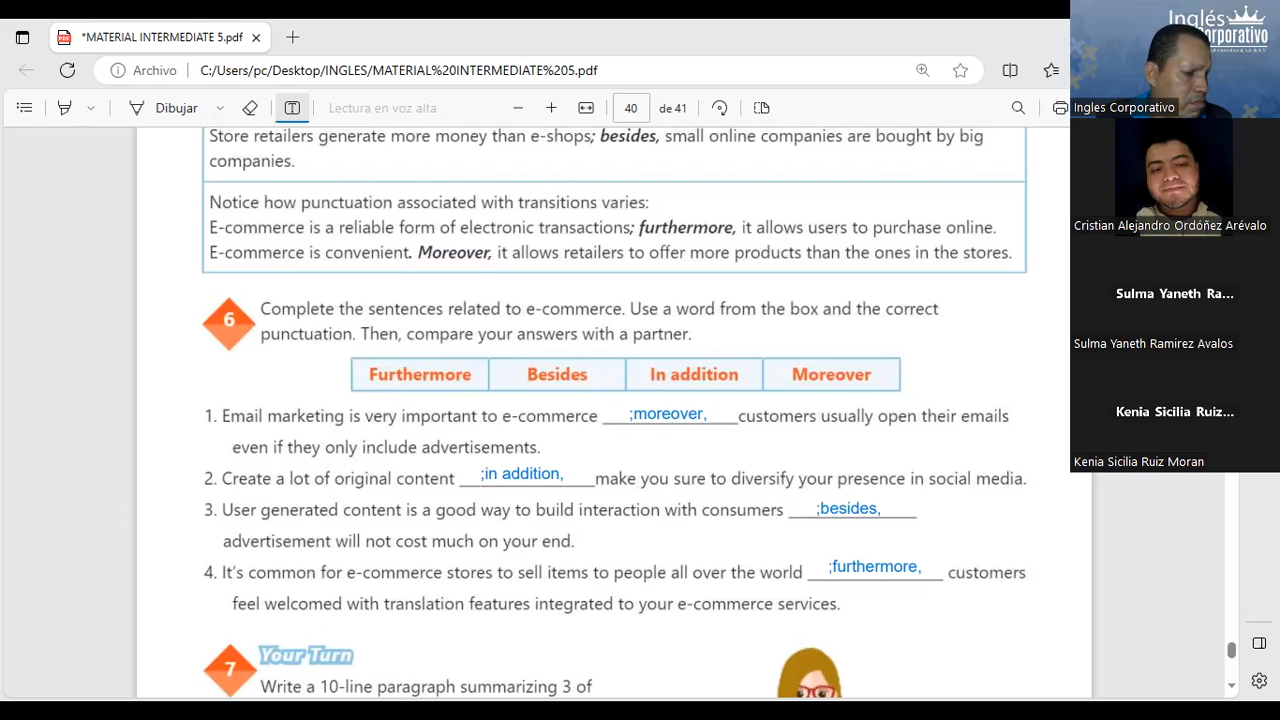 *MATERIAL INTERMEDIATE 5.pdf
Archivo
C:/Users/pc/Desktop/INGLES/MATERIAL%20INTERMEDIATE%205.pdf
Dibujar
Lectura en voz alta
40
de 41
Store retailers generate more money than e-shops; besides, small online companies are bought by big
companies.
Notice how punctuation associated with transitions varies:
E-commerce is a reliable form of electronic transactions; furthermore, it allows users to purchase online.
E-commerce is convenient. Moreover, it allows retailers to offer more products than the ones in the stores.
6
Complete the sentences related to e-commerce. Use a word from the box and the correct
punctuation. Then, compare your answers with a partner.
Furthermore Besides In addition Moreover
1. Email marketing is very important to e-commerce ;moreover, customers usually open their emails
even if they only include advertisements.
2. Create a lot of original content ;in addition, make you sure to diversify your presence in social media.
3. User generated content is a good way to build interaction with consumers ;besides,
advertisement will not cost much on your end.
4. It's common for e-commerce stores to sell items to people all over the world ;furthermore, customers
feel welcomed with translation features integrated to your e-commerce services.
7
Your Turn
Write a 10-line paragraph summarizing 3 of
Inglés
Corporativo
Ingles Corporativo
Cristian Alejandro Ordóñez Arévalo
Sulma Yaneth Ra...
Sulma Yaneth Ramirez Avalos
Kenia Sicilia Ruiz...
Kenia Sicilia Ruiz Moran